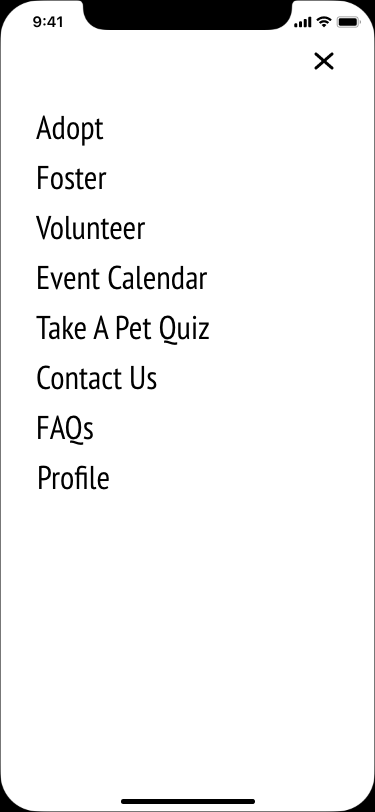 9:41
Adopt
Foster
Volunteer
Event Calendar
Take A Pet Quiz
Contact Us
FAQs
Profile